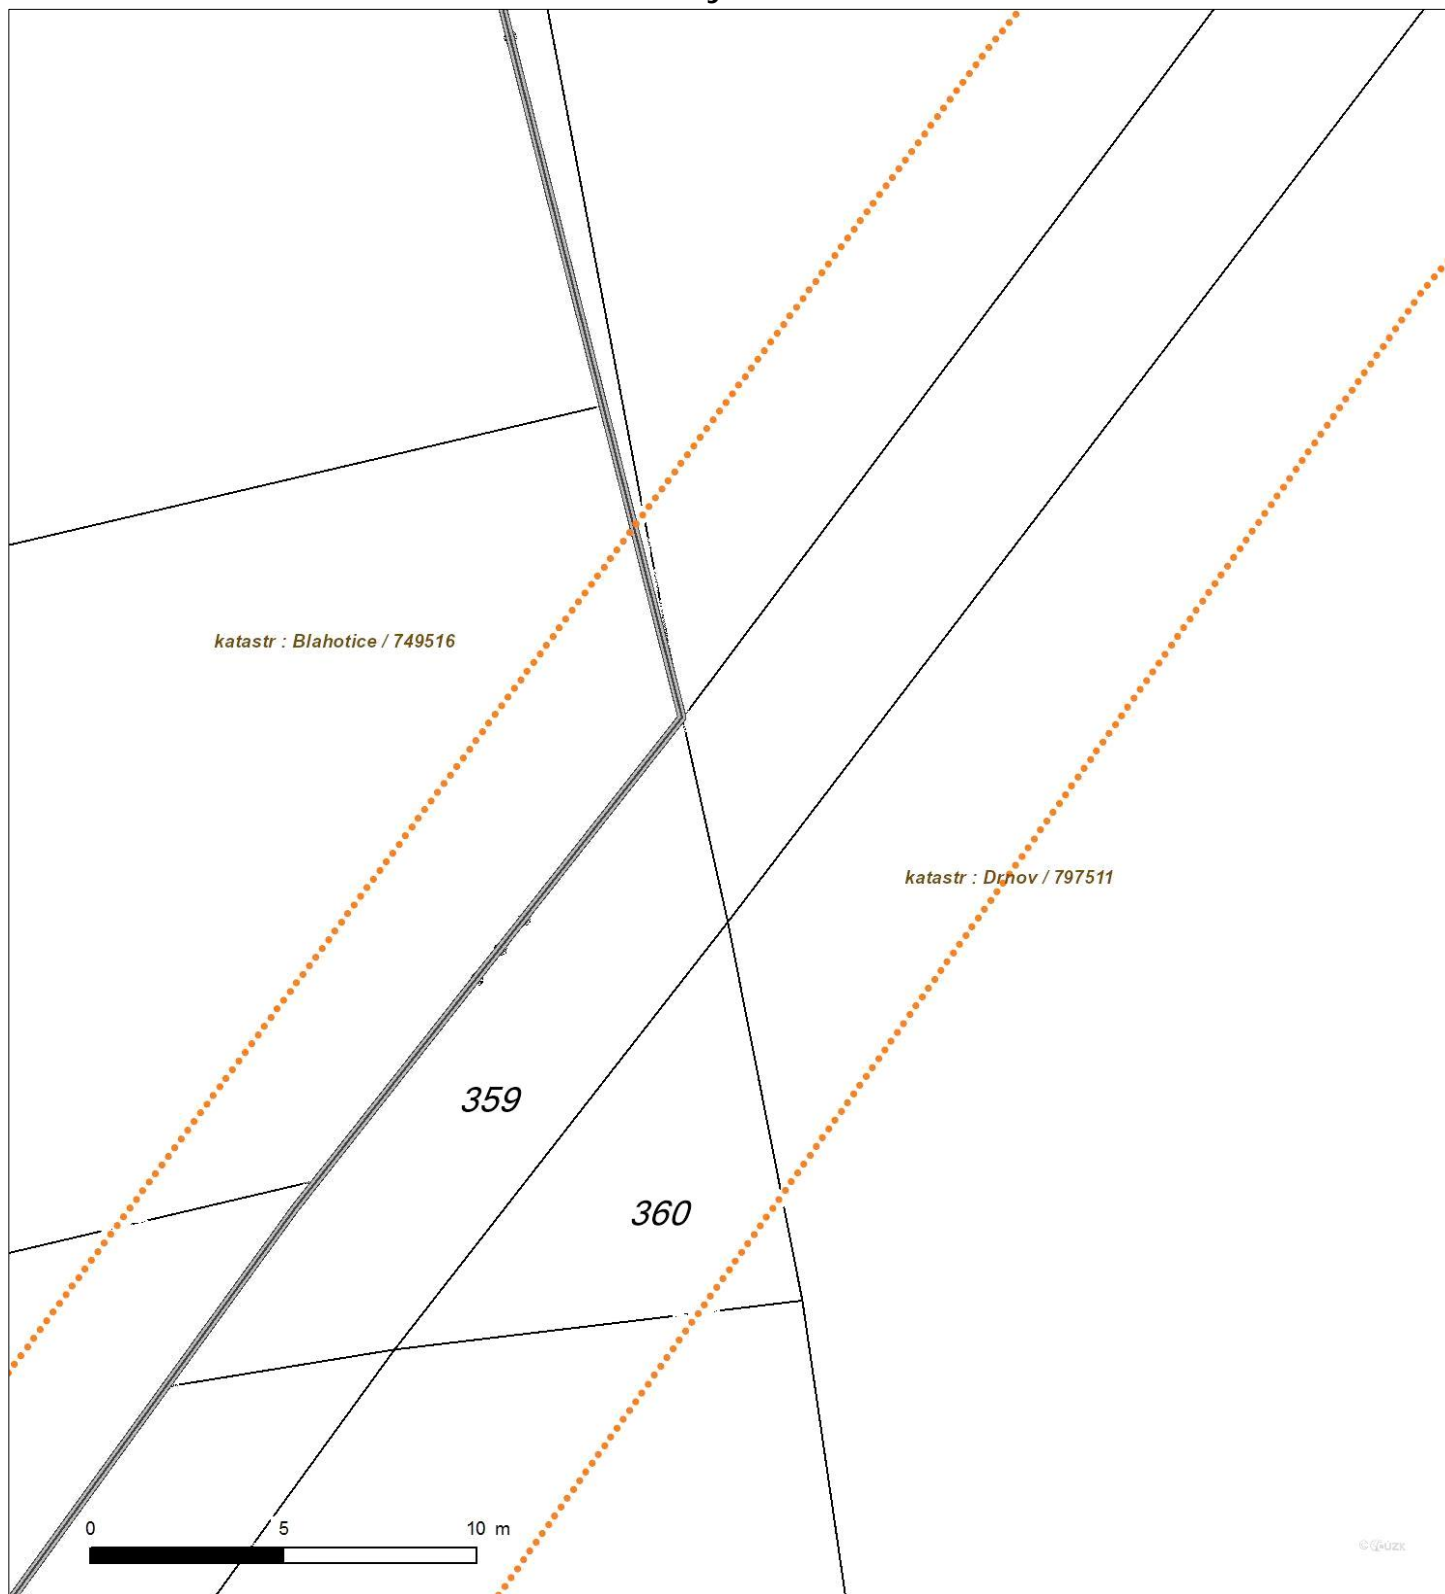 katastr : Blahotice / 749516
katastr : Drnov / 797511
359
360
0 5 10 m